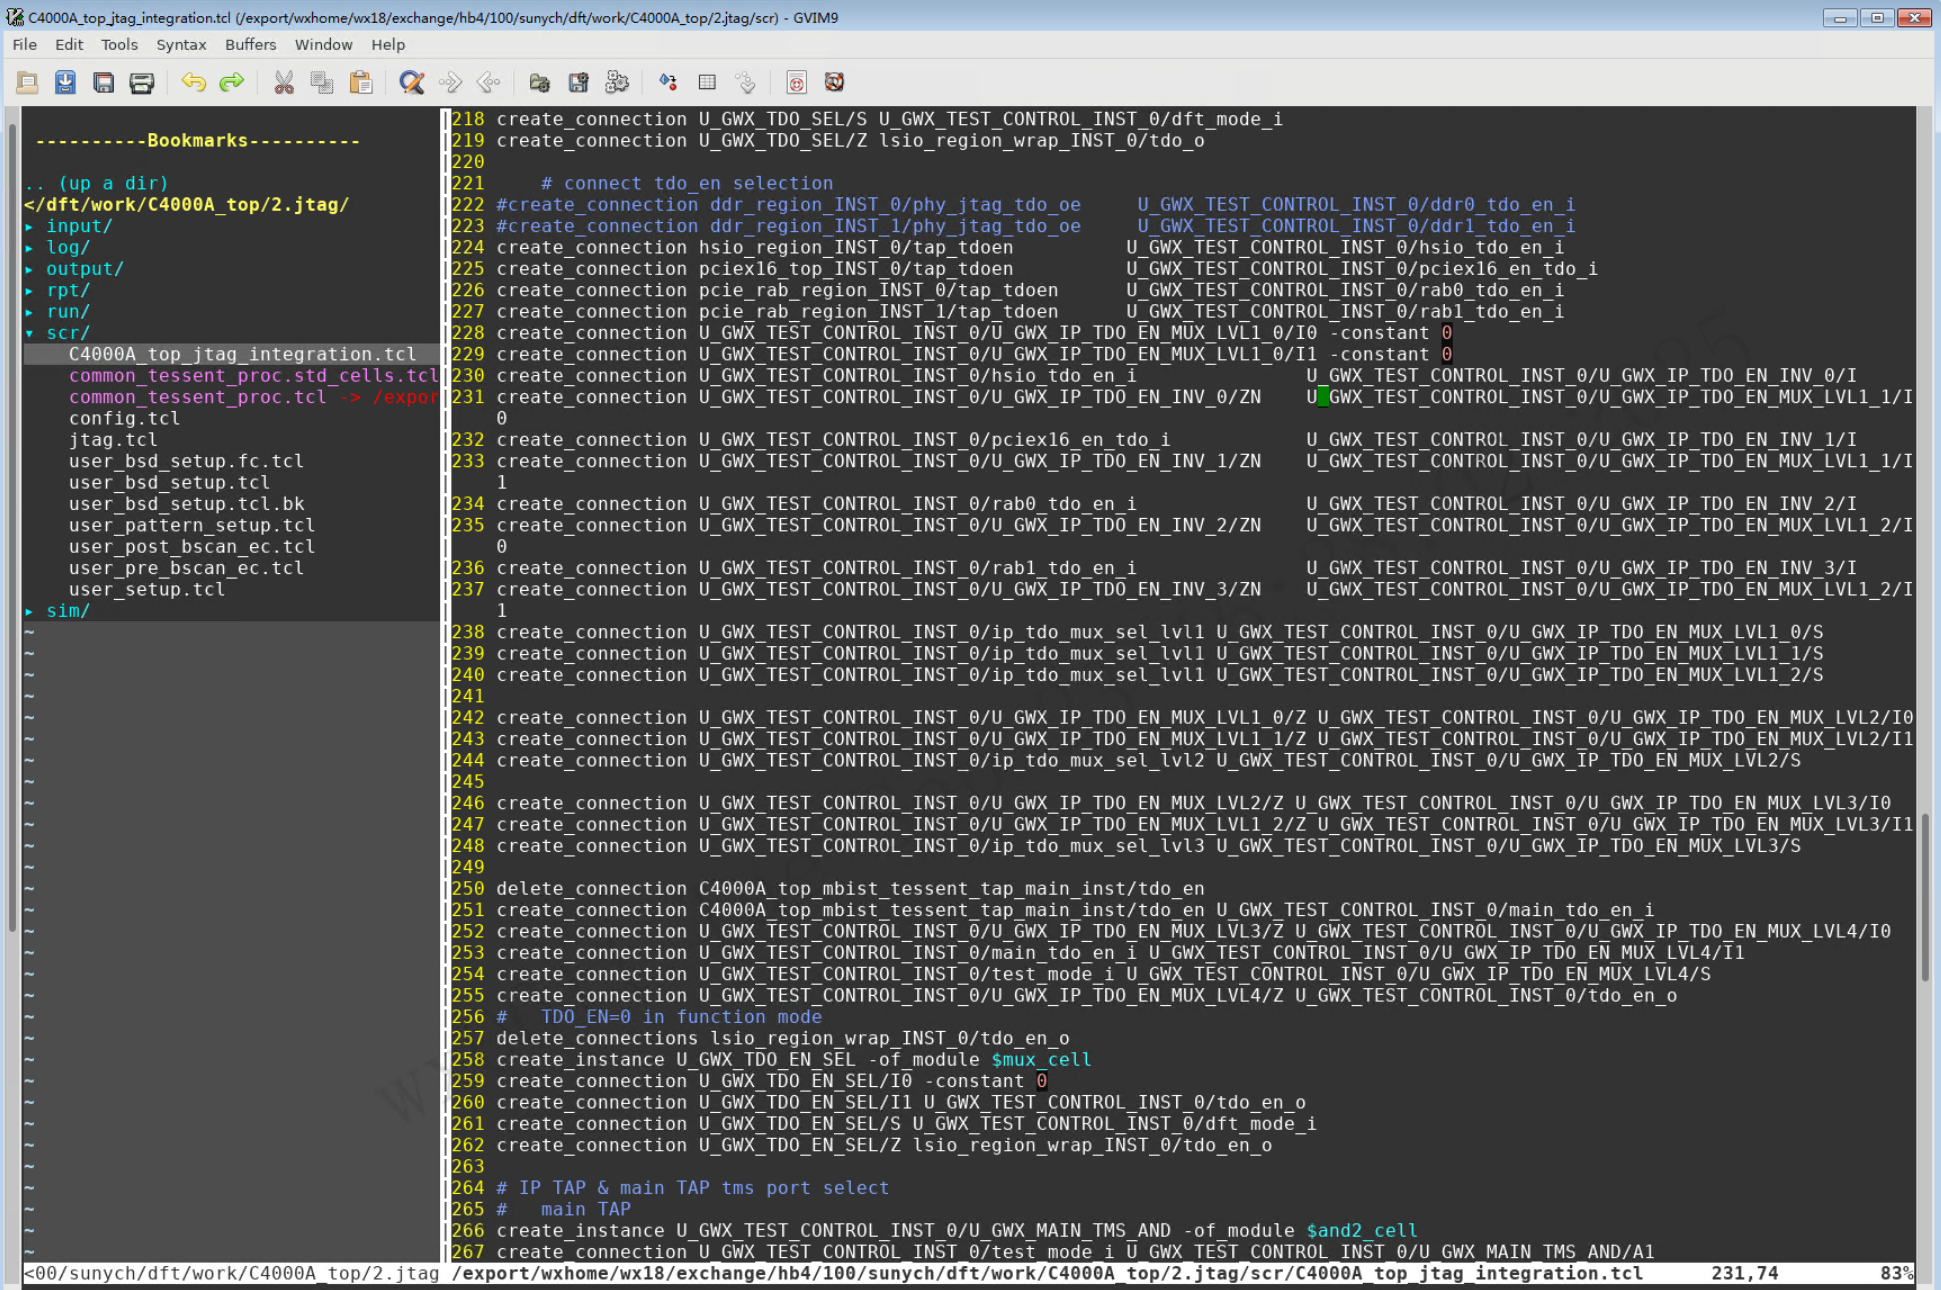 C4000A_top_jtag_integration.tcl (/export/wxhome/wx18/exchange/hb4/100/sunych/dft/work/C4000A_top/2.jtag/scr) - GVIM9
File Edit Tools Syntax Buffers Window Help
----------Bookmarks----------
.. (up a dir)
</dft/work/C4000A_top/2.jtag/
▸ input/
▸ log/
▸ output/
▸ rpt/
▸ run/
▾ scr/
C4000A_top_jtag_integration.tcl
common_tessent_proc.std_cells.tcl
common_tessent_proc.tcl -> /expor
config.tcl
jtag.tcl
user_bsd_setup.fc.tcl
user_bsd_setup.tcl
user_bsd_setup.tcl.bk
user_pattern_setup.tcl
user_post_bscan_ec.tcl
user_pre_bscan_ec.tcl
user_setup.tcl
▸ sim/
218 create_connection U_GWX_TDO_SEL/S U_GWX_TEST_CONTROL_INST_0/dft_mode_i
219 create_connection U_GWX_TDO_SEL/Z lsio_region_wrap_INST_0/tdo_o
220
221     # connect tdo_en selection
222 #create_connection ddr_region_INST_0/phy_jtag_tdo_oe     U_GWX_TEST_CONTROL_INST_0/ddr0_tdo_en_i
223 #create_connection ddr_region_INST_1/phy_jtag_tdo_oe     U_GWX_TEST_CONTROL_INST_0/ddr1_tdo_en_i
224 create_connection hsio_region_INST_0/tap_tdoen          U_GWX_TEST_CONTROL_INST_0/hsio_tdo_en_i
225 create_connection pciex16_top_INST_0/tap_tdoen          U_GWX_TEST_CONTROL_INST_0/pciex16_en_tdo_i
226 create_connection pcie_rab_region_INST_0/tap_tdoen      U_GWX_TEST_CONTROL_INST_0/rab0_tdo_en_i
227 create_connection pcie_rab_region_INST_1/tap_tdoen      U_GWX_TEST_CONTROL_INST_0/rab1_tdo_en_i
228 create_connection U_GWX_TEST_CONTROL_INST_0/U_GWX_IP_TDO_EN_MUX_LVL1_0/I0 -constant 0
229 create_connection U_GWX_TEST_CONTROL_INST_0/U_GWX_IP_TDO_EN_MUX_LVL1_0/I1 -constant 0
230 create_connection U_GWX_TEST_CONTROL_INST_0/hsio_tdo_en_i               U_GWX_TEST_CONTROL_INST_0/U_GWX_IP_TDO_EN_INV_0/I
231 create_connection U_GWX_TEST_CONTROL_INST_0/U_GWX_IP_TDO_EN_INV_0/ZN    U_GWX_TEST_CONTROL_INST_0/U_GWX_IP_TDO_EN_MUX_LVL1_1/I
0
232 create_connection U_GWX_TEST_CONTROL_INST_0/pciex16_en_tdo_i            U_GWX_TEST_CONTROL_INST_0/U_GWX_IP_TDO_EN_INV_1/I
233 create_connection U_GWX_TEST_CONTROL_INST_0/U_GWX_IP_TDO_EN_INV_1/ZN    U_GWX_TEST_CONTROL_INST_0/U_GWX_IP_TDO_EN_MUX_LVL1_1/I
1
234 create_connection U_GWX_TEST_CONTROL_INST_0/rab0_tdo_en_i               U_GWX_TEST_CONTROL_INST_0/U_GWX_IP_TDO_EN_INV_2/I
235 create_connection U_GWX_TEST_CONTROL_INST_0/U_GWX_IP_TDO_EN_INV_2/ZN    U_GWX_TEST_CONTROL_INST_0/U_GWX_IP_TDO_EN_MUX_LVL1_2/I
0
236 create_connection U_GWX_TEST_CONTROL_INST_0/rab1_tdo_en_i               U_GWX_TEST_CONTROL_INST_0/U_GWX_IP_TDO_EN_INV_3/I
237 create_connection U_GWX_TEST_CONTROL_INST_0/U_GWX_IP_TDO_EN_INV_3/ZN    U_GWX_TEST_CONTROL_INST_0/U_GWX_IP_TDO_EN_MUX_LVL1_2/I
1
238 create_connection U_GWX_TEST_CONTROL_INST_0/ip_tdo_mux_sel_lvl1 U_GWX_TEST_CONTROL_INST_0/U_GWX_IP_TDO_EN_MUX_LVL1_0/S
239 create_connection U_GWX_TEST_CONTROL_INST_0/ip_tdo_mux_sel_lvl1 U_GWX_TEST_CONTROL_INST_0/U_GWX_IP_TDO_EN_MUX_LVL1_1/S
240 create_connection U_GWX_TEST_CONTROL_INST_0/ip_tdo_mux_sel_lvl1 U_GWX_TEST_CONTROL_INST_0/U_GWX_IP_TDO_EN_MUX_LVL1_2/S
241
242 create_connection U_GWX_TEST_CONTROL_INST_0/U_GWX_IP_TDO_EN_MUX_LVL1_0/Z U_GWX_TEST_CONTROL_INST_0/U_GWX_IP_TDO_EN_MUX_LVL2/I0
243 create_connection U_GWX_TEST_CONTROL_INST_0/U_GWX_IP_TDO_EN_MUX_LVL1_1/Z U_GWX_TEST_CONTROL_INST_0/U_GWX_IP_TDO_EN_MUX_LVL2/I1
244 create_connection U_GWX_TEST_CONTROL_INST_0/ip_tdo_mux_sel_lvl2 U_GWX_TEST_CONTROL_INST_0/U_GWX_IP_TDO_EN_MUX_LVL2/S
245
246 create_connection U_GWX_TEST_CONTROL_INST_0/U_GWX_IP_TDO_EN_MUX_LVL2/Z U_GWX_TEST_CONTROL_INST_0/U_GWX_IP_TDO_EN_MUX_LVL3/I0
247 create_connection U_GWX_TEST_CONTROL_INST_0/U_GWX_IP_TDO_EN_MUX_LVL1_2/Z U_GWX_TEST_CONTROL_INST_0/U_GWX_IP_TDO_EN_MUX_LVL3/I1
248 create_connection U_GWX_TEST_CONTROL_INST_0/ip_tdo_mux_sel_lvl3 U_GWX_TEST_CONTROL_INST_0/U_GWX_IP_TDO_EN_MUX_LVL3/S
249
250 delete_connection C4000A_top_mbist_tessent_tap_main_inst/tdo_en
251 create_connection C4000A_top_mbist_tessent_tap_main_inst/tdo_en U_GWX_TEST_CONTROL_INST_0/main_tdo_en_i
252 create_connection U_GWX_TEST_CONTROL_INST_0/U_GWX_IP_TDO_EN_MUX_LVL3/Z U_GWX_TEST_CONTROL_INST_0/U_GWX_IP_TDO_EN_MUX_LVL4/I0
253 create_connection U_GWX_TEST_CONTROL_INST_0/main_tdo_en_i U_GWX_TEST_CONTROL_INST_0/U_GWX_IP_TDO_EN_MUX_LVL4/I1
254 create_connection U_GWX_TEST_CONTROL_INST_0/test_mode_i U_GWX_TEST_CONTROL_INST_0/U_GWX_IP_TDO_EN_MUX_LVL4/S
255 create_connection U_GWX_TEST_CONTROL_INST_0/U_GWX_IP_TDO_EN_MUX_LVL4/Z U_GWX_TEST_CONTROL_INST_0/tdo_en_o
256 #   TDO_EN=0 in function mode
257 delete_connections lsio_region_wrap_INST_0/tdo_en_o
258 create_instance U_GWX_TDO_EN_SEL -of_module $mux_cell
259 create_connection U_GWX_TDO_EN_SEL/I0 -constant 0
260 create_connection U_GWX_TDO_EN_SEL/I1 U_GWX_TEST_CONTROL_INST_0/tdo_en_o
261 create_connection U_GWX_TDO_EN_SEL/S U_GWX_TEST_CONTROL_INST_0/dft_mode_i
262 create_connection U_GWX_TDO_EN_SEL/Z lsio_region_wrap_INST_0/tdo_en_o
263
264 # IP TAP & main TAP tms port select
265 #   main TAP
266 create_instance U_GWX_TEST_CONTROL_INST_0/U_GWX_MAIN_TMS_AND -of_module $and2_cell
267 create_connection U_GWX_TEST_CONTROL_INST_0/test_mode_i U_GWX_TEST_CONTROL_INST_0/U_GWX_MAIN_TMS_AND/A1
<00/sunych/dft/work/C4000A_top/2.jtag /export/wxhome/wx18/exchange/hb4/100/sunych/dft/work/C4000A_top/2.jtag/scr/C4000A_top_jtag_integration.tcl 231,74 83%